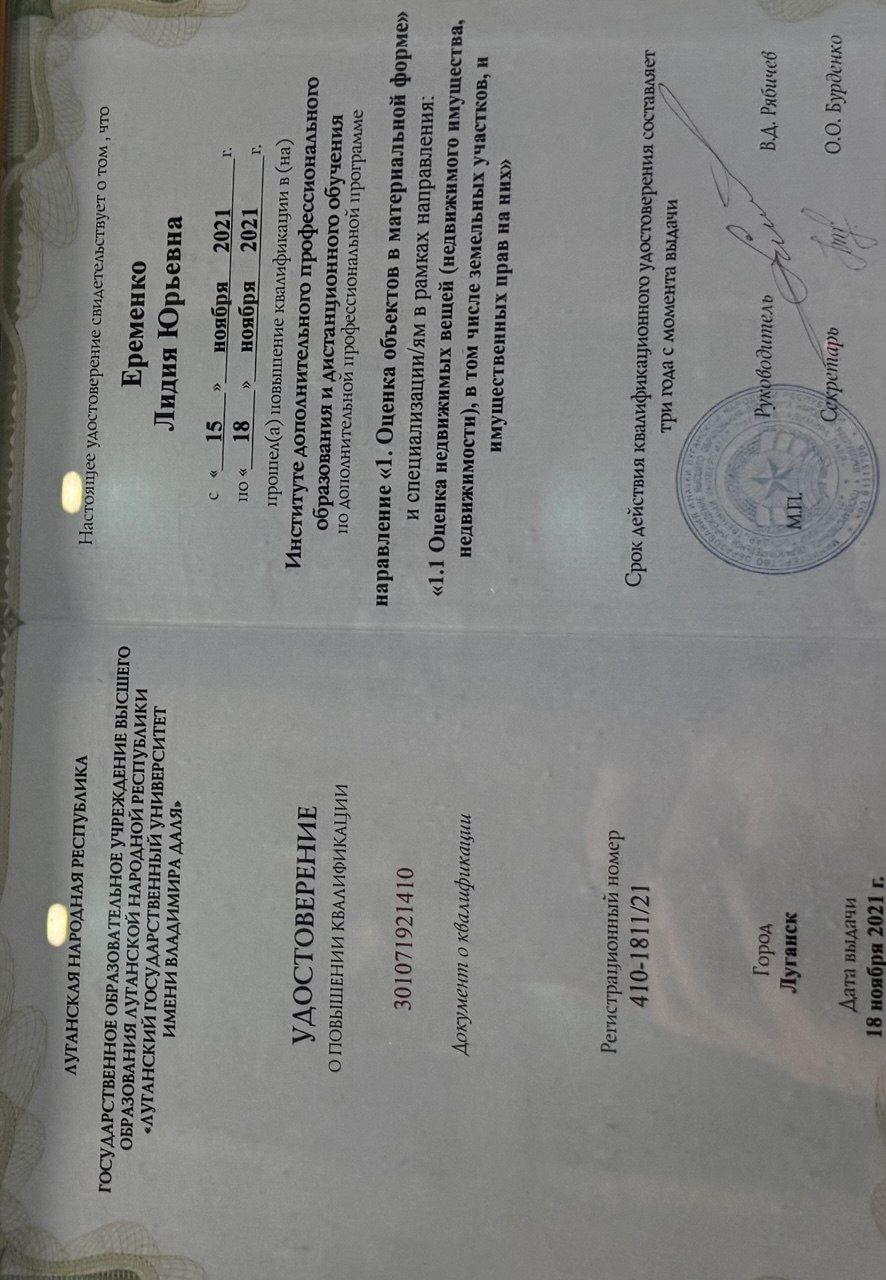 ЛУГАНСКАЯ НАРОДНАЯ РЕСПУБЛИКА
ГОСУДАРСТВЕННОЕ ОБРАЗОВАТЕЛЬНОЕ УЧРЕЖДЕНИЕ ВЫСШЕГО
ОБРАЗОВАНИЯ ЛУГАНСКОЙ НАРОДНОЙ РЕСПУБЛИКИ
«ЛУГАНСКИЙ ГОСУДАРСТВЕННЫЙ УНИВЕРСИТЕТ
ИМЕНИ ВЛАДИМИРА ДАЛЯ»
УДОСТОВЕРЕНИЕ
О ПОВЫШЕНИИ КВАЛИФИКАЦИИ
301071921410
Документ о квалификации
Регистрационный номер
410-1811/21
Город
Луганск
Дата выдачи
18 ноября 2021 г.
Настоящее удостоверение свидетельствует о том , что
Еременко
Лидия Юрьевна
с « 15 » ноября 2021 г.
по « 18 » ноября 2021 г.
прошел(а) повышение квалификации в (на)
Институте дополнительного профессионального
образования и дистанционного обучения
по дополнительной профессиональной программе
наравление «1. Оценка объектов в материальной форме»
и специализации/ям в рамках направления:
«1.1 Оценка недвижимых вещей (недвижимого имущества,
недвижимости), в том числе земельных участков, и
имущественных прав на них»
Срок действия квалификационного удостоверения составляет
три года с момента выдачи
Руководитель В.Д. Рябичев
М.П.
Секретарь О.О. Бурденко